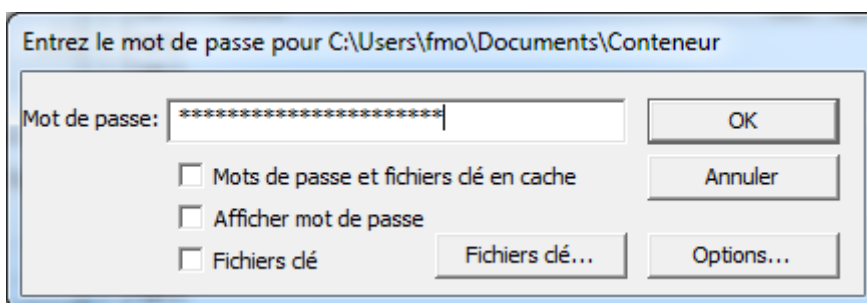 Entrez le mot de passe pour C:\Users\fmo\Documents\Conteneur
Mot de passe: ********************** OK
Mots de passe et fichiers clé en cache Annuler
Afficher mot de passe
Fichiers clé Fichiers clé... Options...